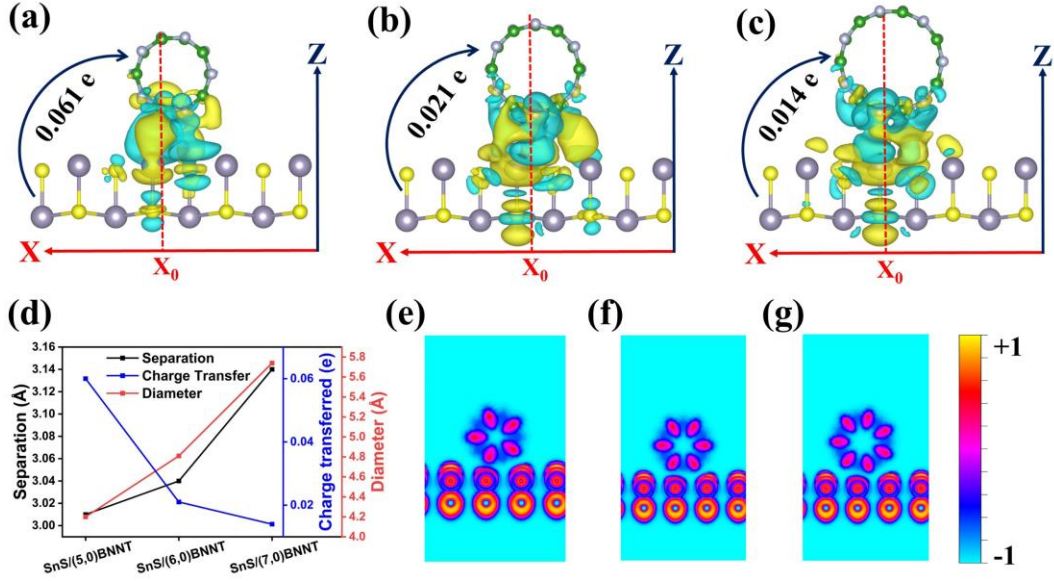 (a)
0.061 e
Z
X
X₀
(b)
0.021 e
Z
X
X₀
(c)
0.014 e
Z
X
X₀
(d)
Separation
Charge Transfer
Diameter
Separation (Å)
3.16
3.14
3.12
3.10
3.08
3.06
3.04
3.02
3.00
SnS/(5,0)BNNT
SnS/(6,0)BNNT
SnS/(7,0)BNNT
Charge transferred (e)
0.06
0.04
0.02
Diameter (Å)
5.8
5.6
5.4
5.2
5.0
4.8
4.6
4.4
4.2
4.0
(e)
(f)
(g)
+1
-1